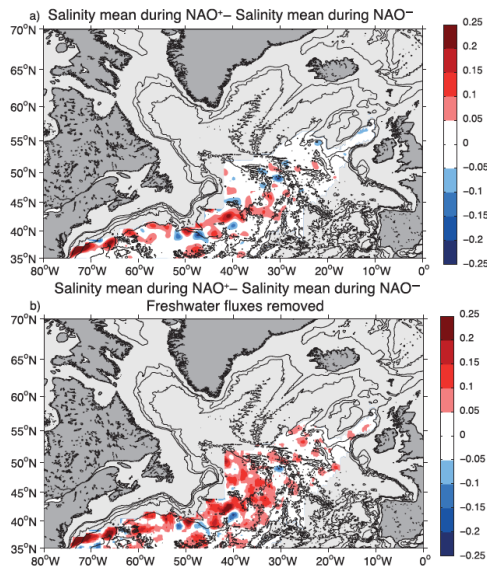 a) Salinity mean during NAO⁺– Salinity mean during NAO⁻
70°N
65°N
60°N
55°N
50°N
45°N
40°N
35°N
80°W 70°W 60°W 50°W 40°W 30°W 20°W 10°W 0°
0.25
0.2
0.15
0.1
0.05
-0.05
-0.1
-0.15
-0.2
-0.25
Salinity mean during NAO⁺– Salinity mean during NAO⁻
b) Freshwater fluxes removed
70°N
65°N
60°N
55°N
50°N
45°N
40°N
35°N
80°W 70°W 60°W 50°W 40°W 30°W 20°W 10°W 0°
0.25
0.2
0.15
0.1
0.05
-0.05
-0.1
-0.15
-0.2
-0.25